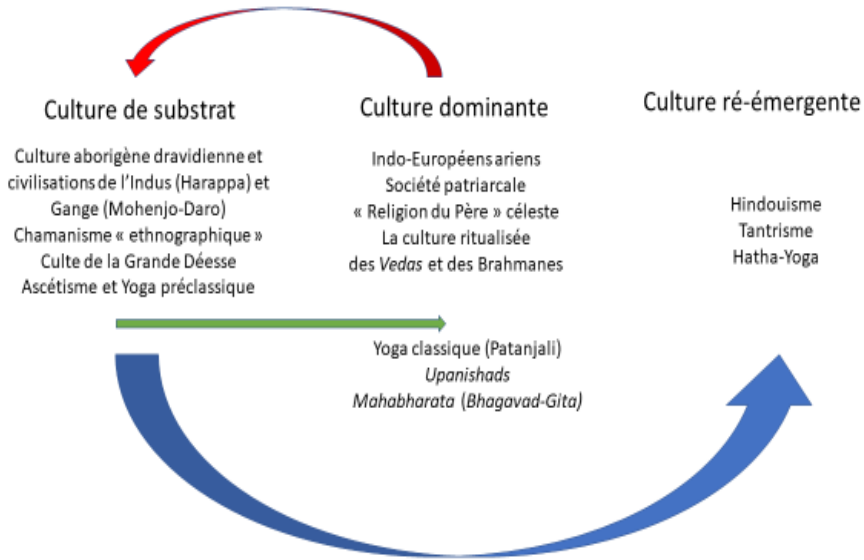 Culture de substrat
Culture aborigène dravidienne et
civilisations de l'Indus (Harappa) et
Gange (Mohenjo-Daro)
Chamanisme « ethnographique »
Culte de la Grande Déesse
Ascétisme et Yoga préclassique
Culture dominante
Indo-Européens ariens
Société patriarcale
« Religion du Père » céleste
La culture ritualisée
des Vedas et des Brahmanes
Yoga classique (Patanjali)
Upanishads
Mahabharata (Bhagavad-Gita)
Culture ré-émergente
Hindouisme
Tantrisme
Hatha-Yoga